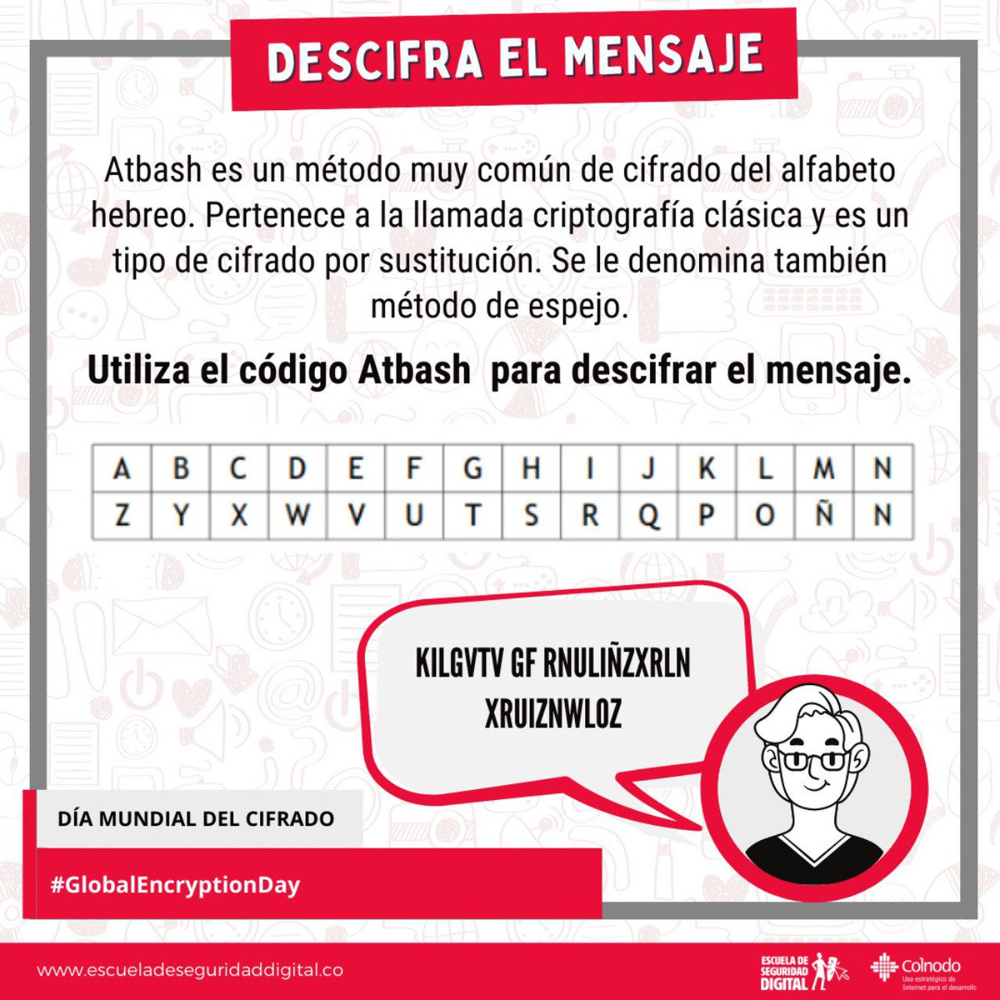 DESCIFRA EL MENSAJE
Atbash es un método muy común de cifrado del alfabeto
hebreo. Pertenece a la llamada criptografía clásica y es un
tipo de cifrado por sustitución. Se le denomina también
método de espejo.
Utiliza el código Atbash para descifrar el mensaje.
A B C D E F G H I J K L M N
Z Y X W V U T S R Q P O Ñ N
KILGVTV GF RNULIÑZXRLN
XRUIZNWLOZ
DÍA MUNDIAL DEL CIFRADO
#GlobalEncryptionDay
www.escueladeseguridaddigital.co
ESCUELA DE
SEGURIDAD
DIGITAL
Colnodo
Uso estratégico de
Internet para el desarrollo